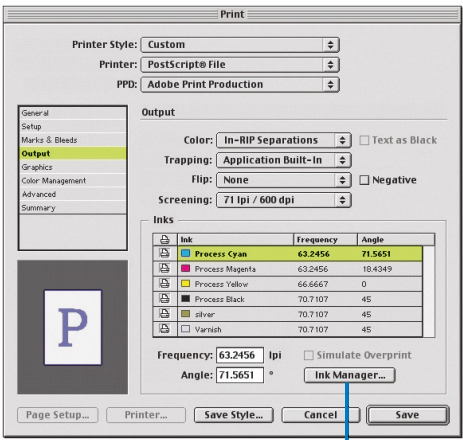 Print
Printer Style: Custom
Printer: PostScript® File
PPD: Adobe Print Production
General
Setup
Marks & Bleeds
Output
Graphics
Color Management
Advanced
Summary
Output
Color: In-RIP Separations Text as Black
Trapping: Application Built-In
Flip: None Negative
Screening: 71 lpi / 600 dpi
Inks
Ink Frequency Angle
Process Cyan 63.2456 71.5651
Process Magenta 63.2456 18.4349
Process Yellow 66.6667 0
Process Black 70.7107 45
silver 70.7107 45
Varnish 70.7107 45
P
Frequency: 63.2456 lpi Simulate Overprint
Angle: 71.5651 ° Ink Manager...
Page Setup... Printer... Save Style... Cancel Save